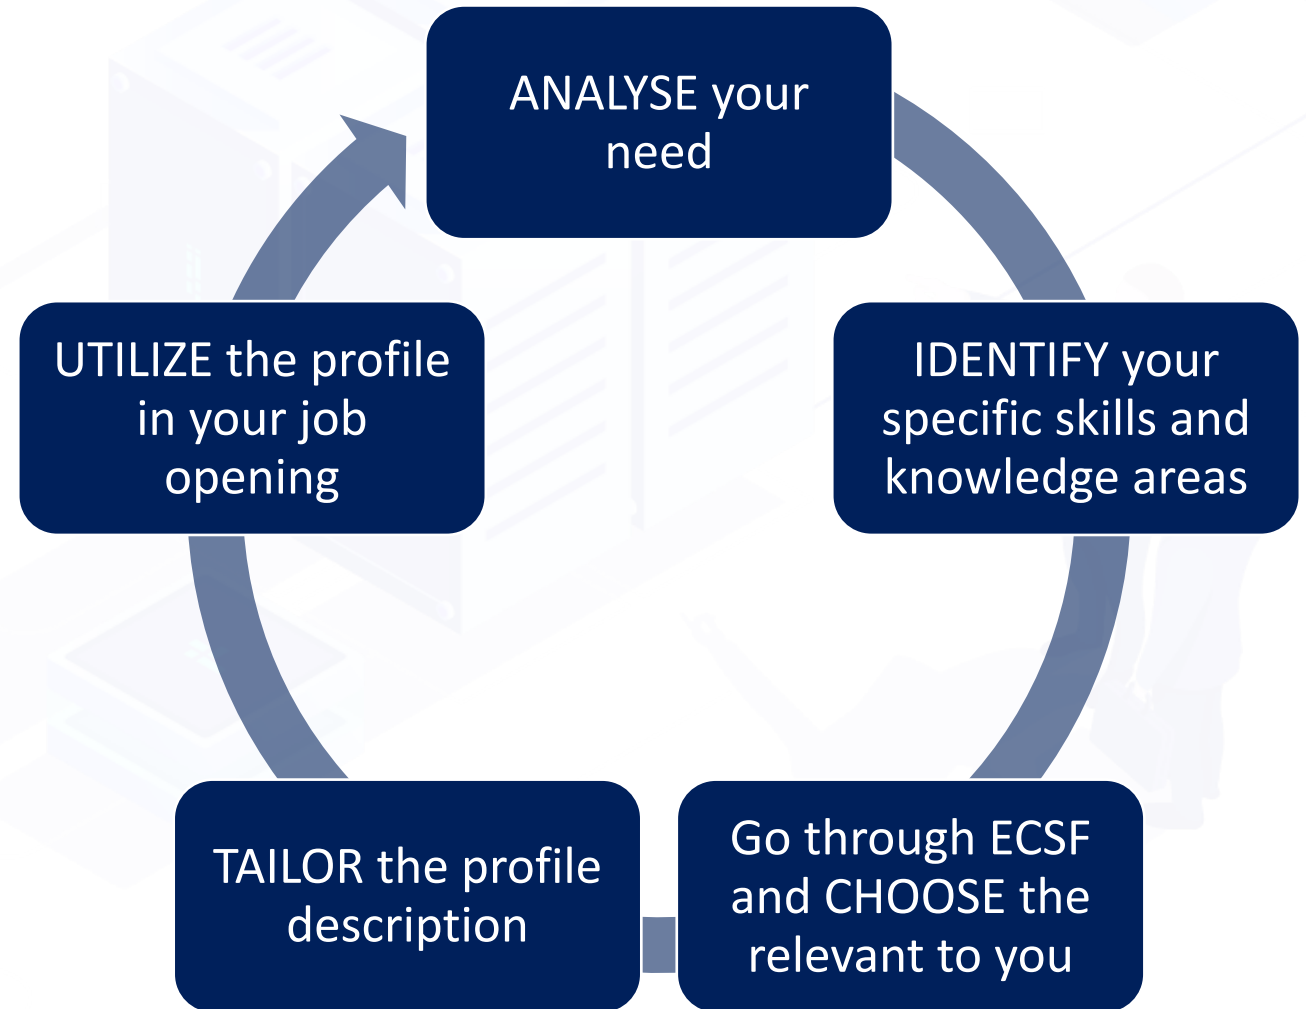 ANALYSE your
need
IDENTIFY your
specific skills and
knowledge areas
Go through ECSF
and CHOOSE the
relevant to you
TAILOR the profile
description
UTILIZE the profile
in your job
opening